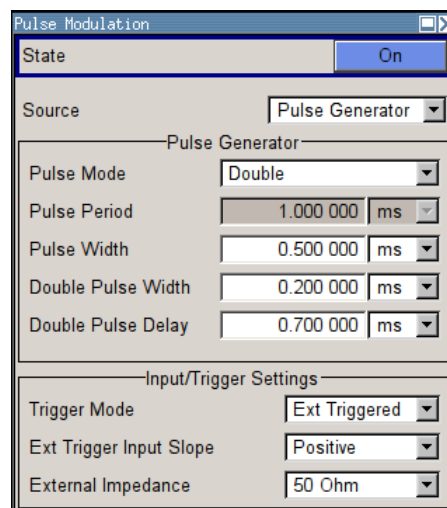 Pulse Modulation
State On
Source Pulse Generator
Pulse Generator
Pulse Mode Double
Pulse Period 1.000 000 ms
Pulse Width 0.500 000 ms
Double Pulse Width 0.200 000 ms
Double Pulse Delay 0.700 000 ms
Input/Trigger Settings
Trigger Mode Ext Triggered
Ext Trigger Input Slope Positive
External Impedance 50 Ohm